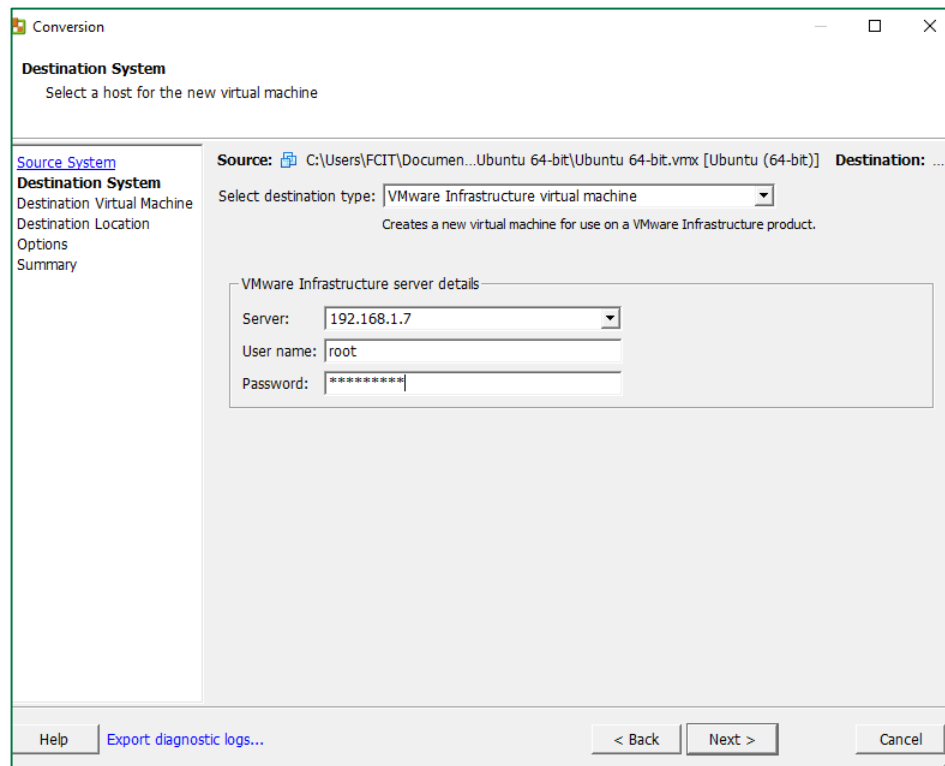 Conversion
Destination System
Select a host for the new virtual machine
Source System
Destination System
Destination Virtual Machine
Destination Location
Options
Summary
Source: C:\Users\FCIT\Documen...Ubuntu 64-bit\Ubuntu 64-bit.vmx [Ubuntu (64-bit)] Destination: ...
Select destination type: VMware Infrastructure virtual machine
Creates a new virtual machine for use on a VMware Infrastructure product.
VMware Infrastructure server details
Server: 192.168.1.7
User name: root
Password: *********
Help Export diagnostic logs... < Back Next > Cancel